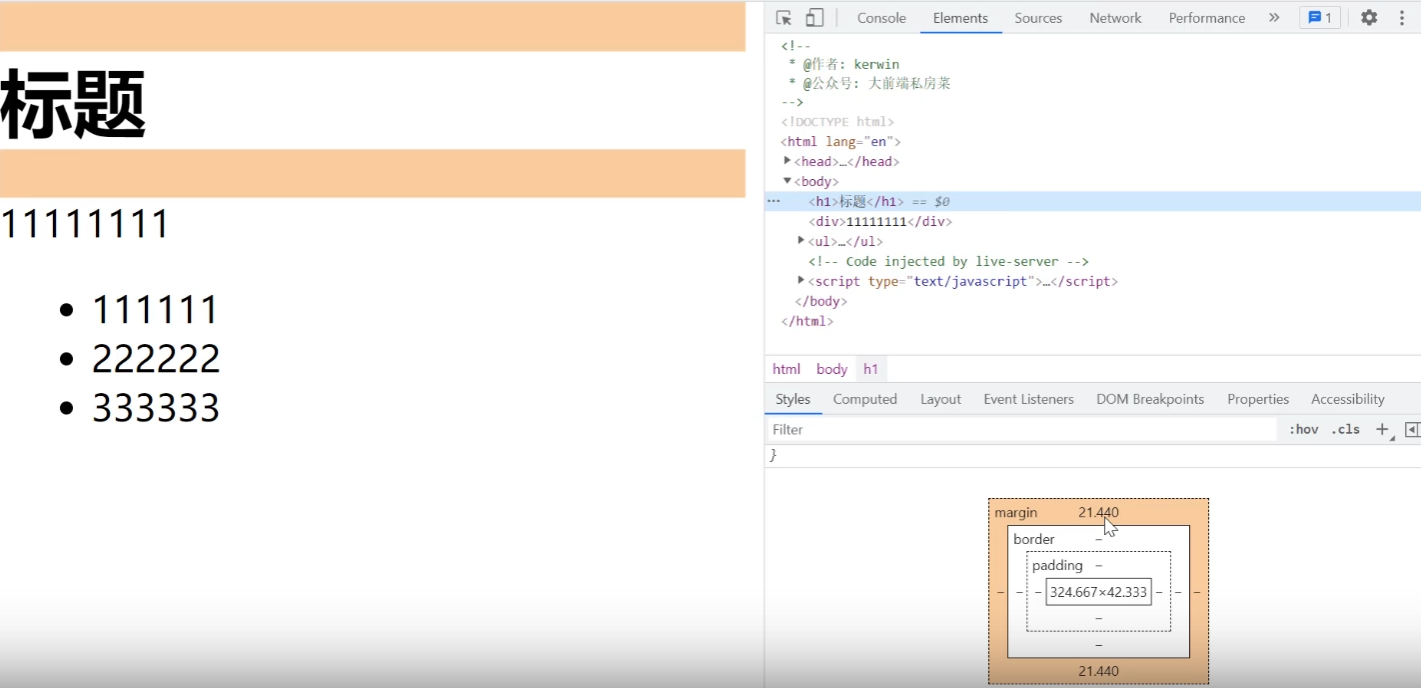 标题
11111111
111111
222222
333333
Console Elements Sources Network Performance » 1
<!--
* @作者: kerwin
* @公众号: 大前端私房菜
-->
<!DOCTYPE html>
<html lang="en">
<head>…</head>
<body>
<h1>标题</h1> == $0
<div>11111111</div>
<ul>…</ul>
<!-- Code injected by live-server -->
<script type="text/javascript">…</script>
</body>
</html>
html body h1
Styles Computed Layout Event Listeners DOM Breakpoints Properties Accessibility
Filter :hov .cls +
}
margin 21.440
border –
padding –
– – – 324.667×42.333 – – –
–
–
21.440